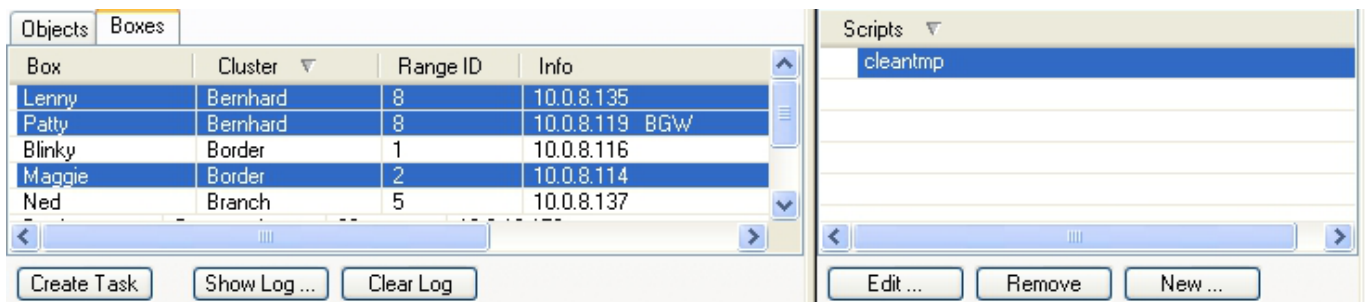 Objects Boxes
Box Cluster Range ID Info
Lenny Bernhard 8 10.0.8.135
Patty Bernhard 8 10.0.8.119 BGW
Blinky Border 1 10.0.8.116
Maggie Border 2 10.0.8.114
Ned Branch 5 10.0.8.137
Create Task Show Log ... Clear Log
Scripts
cleantmp
Edit ... Remove New ...